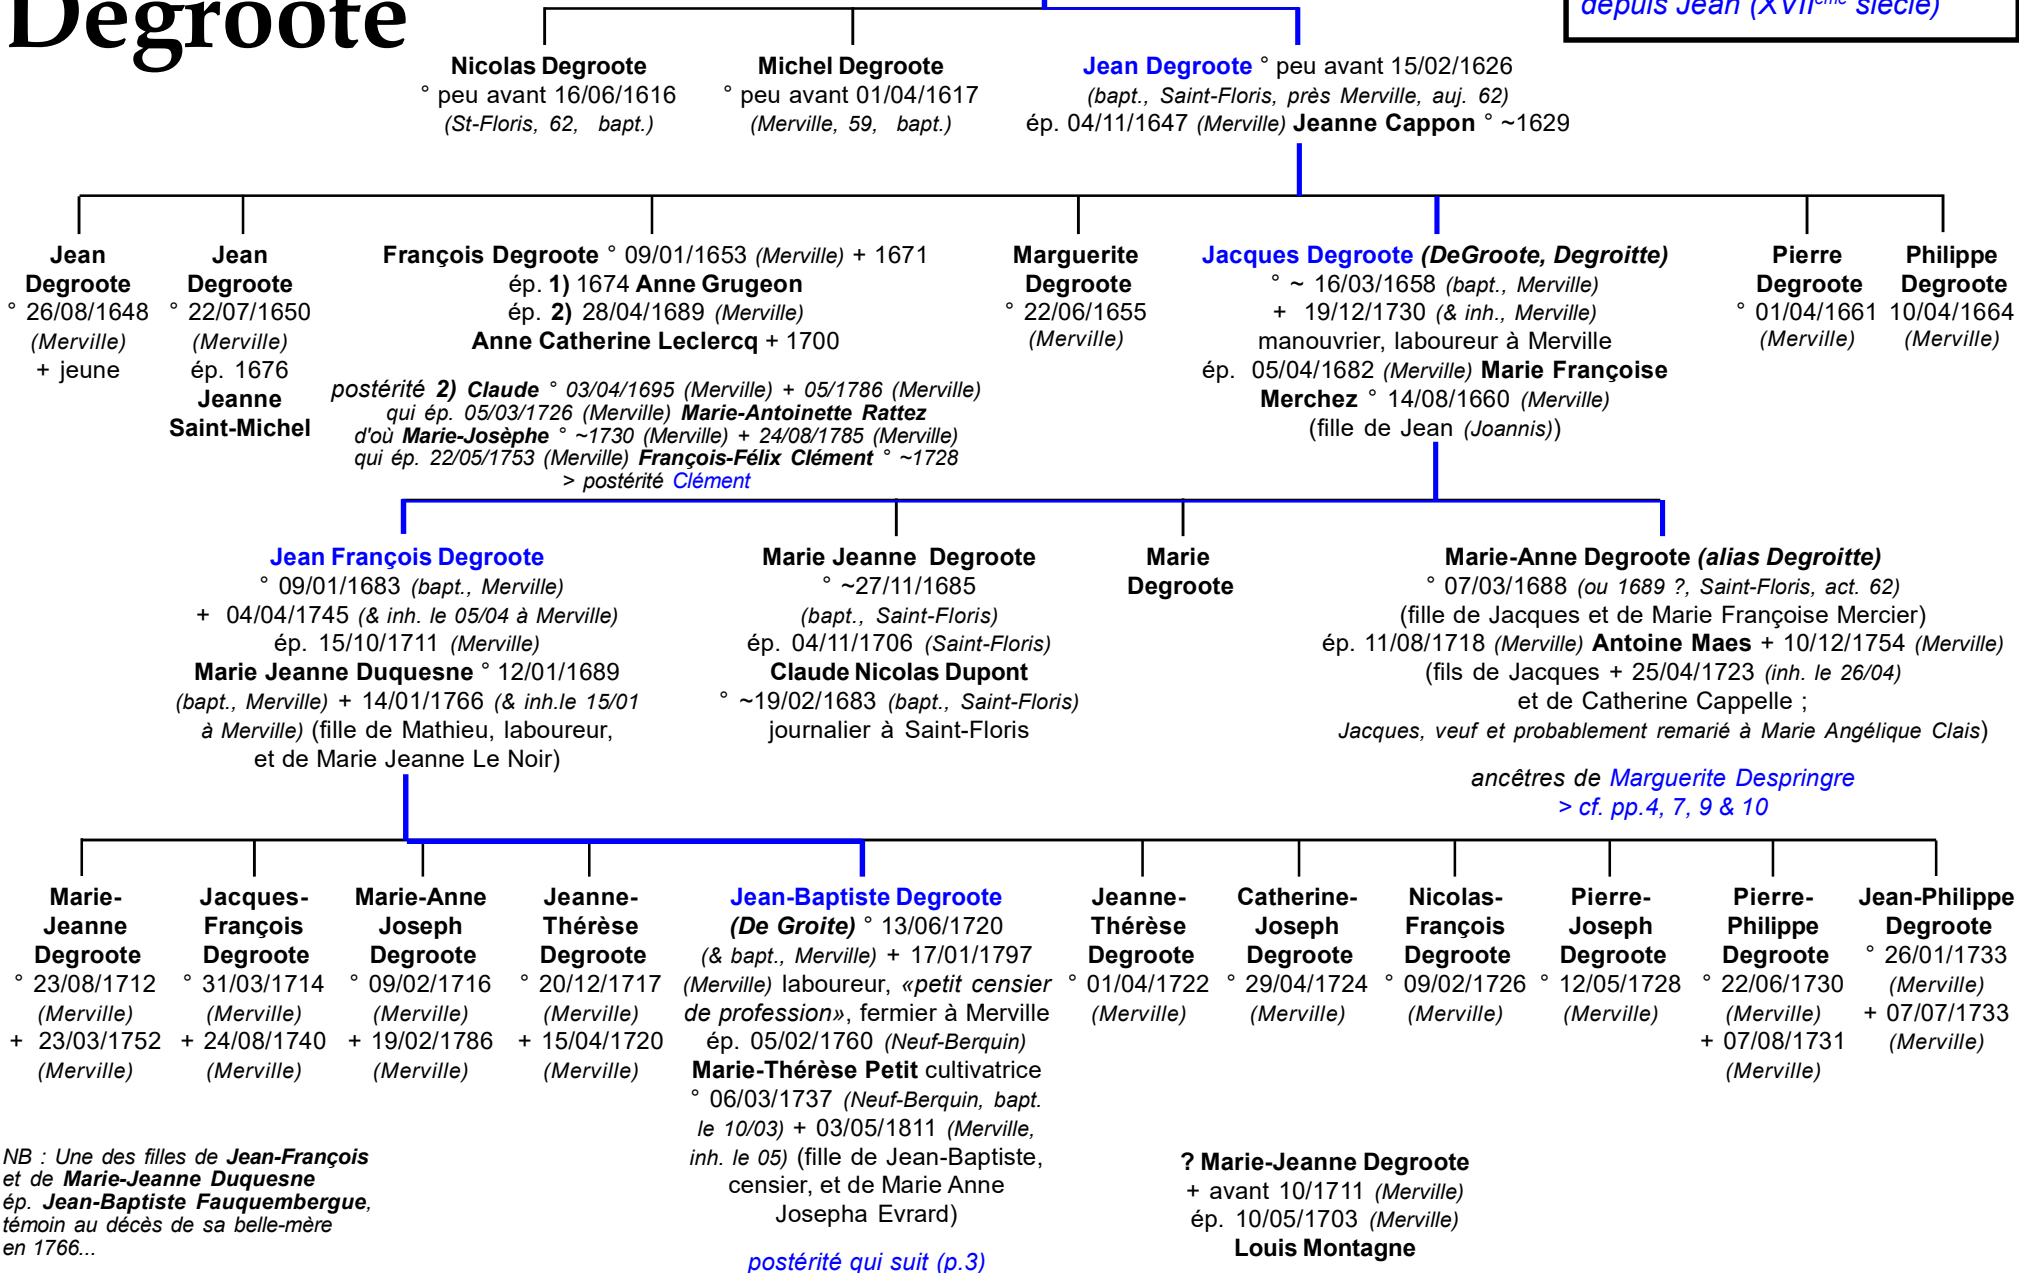 Degroote
depuis Jean (XVIIème siècle)
Nicolas Degroote
° peu avant 16/06/1616
(St-Floris, 62, bapt.)
Michel Degroote
° peu avant 01/04/1617
(Merville, 59, bapt.)
Jean Degroote ° peu avant 15/02/1626
(bapt., Saint-Floris, près Merville, auj. 62)
ép. 04/11/1647 (Merville) Jeanne Cappon ° ~1629
Jean
Degroote
° 26/08/1648
(Merville)
+ jeune
Jean
Degroote
° 22/07/1650
(Merville)
ép. 1676
Jeanne
Saint-Michel
François Degroote ° 09/01/1653 (Merville) + 1671
ép. 1) 1674 Anne Grugeon
ép. 2) 28/04/1689 (Merville)
Anne Catherine Leclercq + 1700
postérité 2) Claude ° 03/04/1695 (Merville) + 05/1786 (Merville)
qui ép. 05/03/1726 (Merville) Marie-Antoinette Rattez
d'où Marie-Josèphe ° ~1730 (Merville) + 24/08/1785 (Merville)
qui ép. 22/05/1753 (Merville) François-Félix Clément ° ~1728
> postérité Clément
Marguerite
Degroote
° 22/06/1655
(Merville)
Jacques Degroote (DeGroote, Degroitte)
° ~ 16/03/1658 (bapt., Merville)
+ 19/12/1730 (& inh., Merville)
manouvrier, laboureur à Merville
ép. 05/04/1682 (Merville) Marie Françoise
Merchez ° 14/08/1660 (Merville)
(fille de Jean (Joannis))
Pierre
Degroote
° 01/04/1661
(Merville)
Philippe
Degroote
10/04/1664
(Merville)
Jean François Degroote
° 09/01/1683 (bapt., Merville)
+ 04/04/1745 (& inh. le 05/04 à Merville)
ép. 15/10/1711 (Merville)
Marie Jeanne Duquesne ° 12/01/1689
(bapt., Merville) + 14/01/1766 (& inh.le 15/01
à Merville) (fille de Mathieu, laboureur,
et de Marie Jeanne Le Noir)
Marie Jeanne Degroote
° ~27/11/1685
(bapt., Saint-Floris)
ép. 04/11/1706 (Saint-Floris)
Claude Nicolas Dupont
° ~19/02/1683 (bapt., Saint-Floris)
journalier à Saint-Floris
Marie
Degroote
Marie-Anne Degroote (alias Degroitte)
° 07/03/1688 (ou 1689 ?, Saint-Floris, act. 62)
(fille de Jacques et de Marie Françoise Mercier)
ép. 11/08/1718 (Merville) Antoine Maes + 10/12/1754 (Merville)
(fils de Jacques + 25/04/1723 (inh. le 26/04)
et de Catherine Cappelle ;
Jacques, veuf et probablement remarié à Marie Angélique Clais)
ancêtres de Marguerite Despringre
> cf. pp.4, 7, 9 & 10
Marie-
Jeanne
Degroote
° 23/08/1712
(Merville)
+ 23/03/1752
(Merville)
Jacques-
François
Degroote
° 31/03/1714
(Merville)
+ 24/08/1740
(Merville)
Marie-Anne
Joseph
Degroote
° 09/02/1716
(Merville)
+ 19/02/1786
(Merville)
Jeanne-
Thérèse
Degroote
° 20/12/1717
(Merville)
+ 15/04/1720
(Merville)
Jean-Baptiste Degroote
(De Groite) ° 13/06/1720
(& bapt., Merville) + 17/01/1797
(Merville) laboureur, «petit censier
de profession», fermier à Merville
ép. 05/02/1760 (Neuf-Berquin)
Marie-Thérèse Petit cultivatrice
° 06/03/1737 (Neuf-Berquin, bapt.
le 10/03) + 03/05/1811 (Merville,
inh. le 05) (fille de Jean-Baptiste,
censier, et de Marie Anne
Josepha Evrard)
postérité qui suit (p.3)
Jeanne-
Thérèse
Degroote
° 01/04/1722
(Merville)
Catherine-
Joseph
Degroote
° 29/04/1724
(Merville)
Nicolas-
François
Degroote
° 09/02/1726
(Merville)
Pierre-
Joseph
Degroote
° 12/05/1728
(Merville)
Pierre-
Philippe
Degroote
° 22/06/1730
(Merville)
+ 07/08/1731
(Merville)
Jean-Philippe
Degroote
° 26/01/1733
(Merville)
+ 07/07/1733
(Merville)
NB : Une des filles de Jean-François
et de Marie-Jeanne Duquesne
ép. Jean-Baptiste Fauquembergue,
témoin au décès de sa belle-mère
en 1766...
? Marie-Jeanne Degroote
+ avant 10/1711 (Merville)
ép. 10/05/1703 (Merville)
Louis Montagne